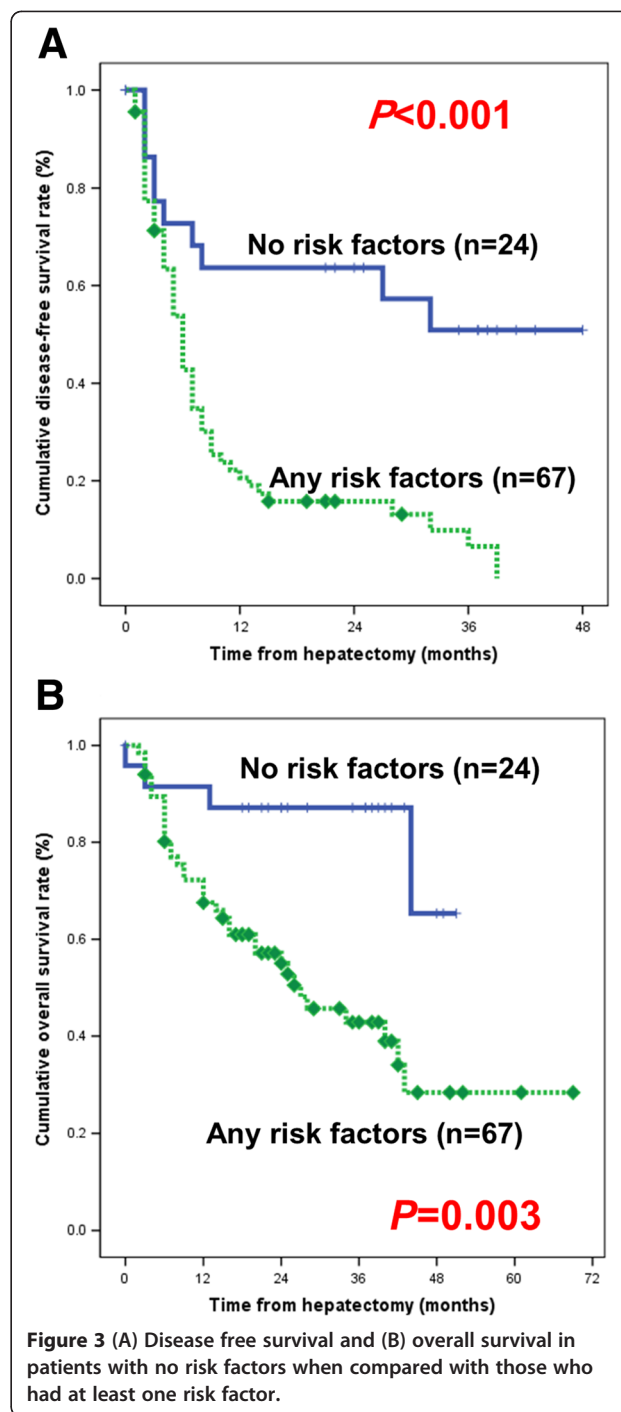 A
1.0
0.8
0.6
0.4
0.2
0.0
Cumulative disease-free survival rate (%)
P<0.001
No risk factors (n=24)
Any risk factors (n=67)
0 12 24 36 48
Time from hepatectomy (months)
B
1.0
0.8
0.6
0.4
0.2
0.0
Cumulative overall survival rate (%)
No risk factors (n=24)
Any risk factors (n=67)
P=0.003
0 12 24 36 48 60 72
Time from hepatectomy (months)
Figure 3 (A) Disease free survival and (B) overall survival in
patients with no risk factors when compared with those who
had at least one risk factor.